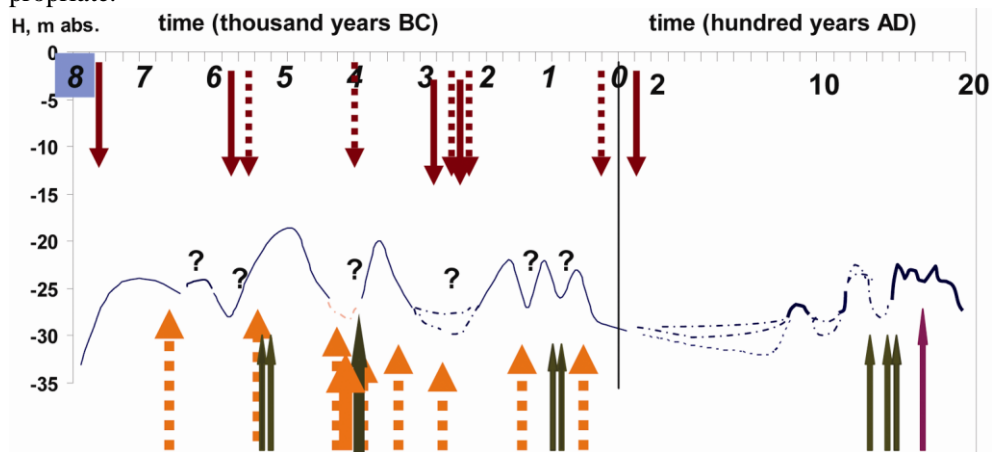 propriate.
H, m abs. time (thousand years BC) time (hundred years AD)
0
8 7 6 5 4 3 2 1 0 2 10 20
-5
-10
-15
-20
? ? ? ? ? ?
-25
-30
-35